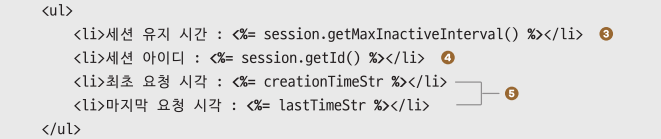 <ul>
<li>세션 유지 시간 : <%= session.getMaxInactiveInterval() %></li> ❸
<li>세션 아이디 : <%= session.getId() %></li> ❹
<li>최초 요청 시각 : <%= creationTimeStr %></li>
<li>마지막 요청 시각 : <%= lastTimeStr %></li> ❺
</ul>